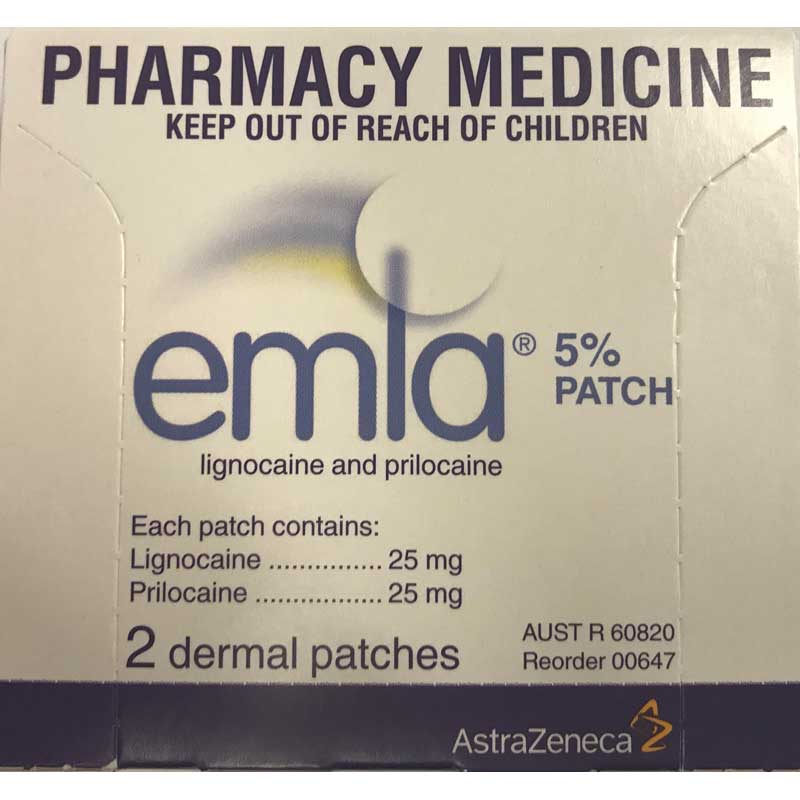 PHARMACY MEDICINE
KEEP OUT OF REACH OF CHILDREN
emla® 5%
PATCH
lignocaine and prilocaine
Each patch contains:
Lignocaine ............... 25 mg
Prilocaine ................. 25 mg
2 dermal patches
AUST R 60820
Reorder 00647
AstraZeneca